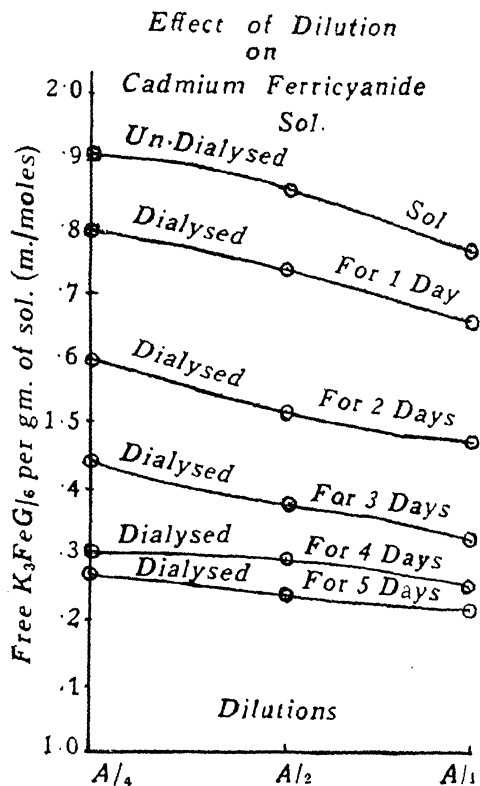 Effect of Dilution
on
Cadmium Ferricyanide
Sol.
Free K₃FeG/₆ per gm. of sol. (m./moles)
2.0
.9
.8
.7
.6
1.5
.4
.3
.2
.1
1.0
Un-Dialysed Sol
Dialysed For 1 Day
Dialysed For 2 Days
Dialysed For 3 Days
Dialysed For 4 Days
Dialysed For 5 Days
Dilutions
A/₄ A/₂ A/₁